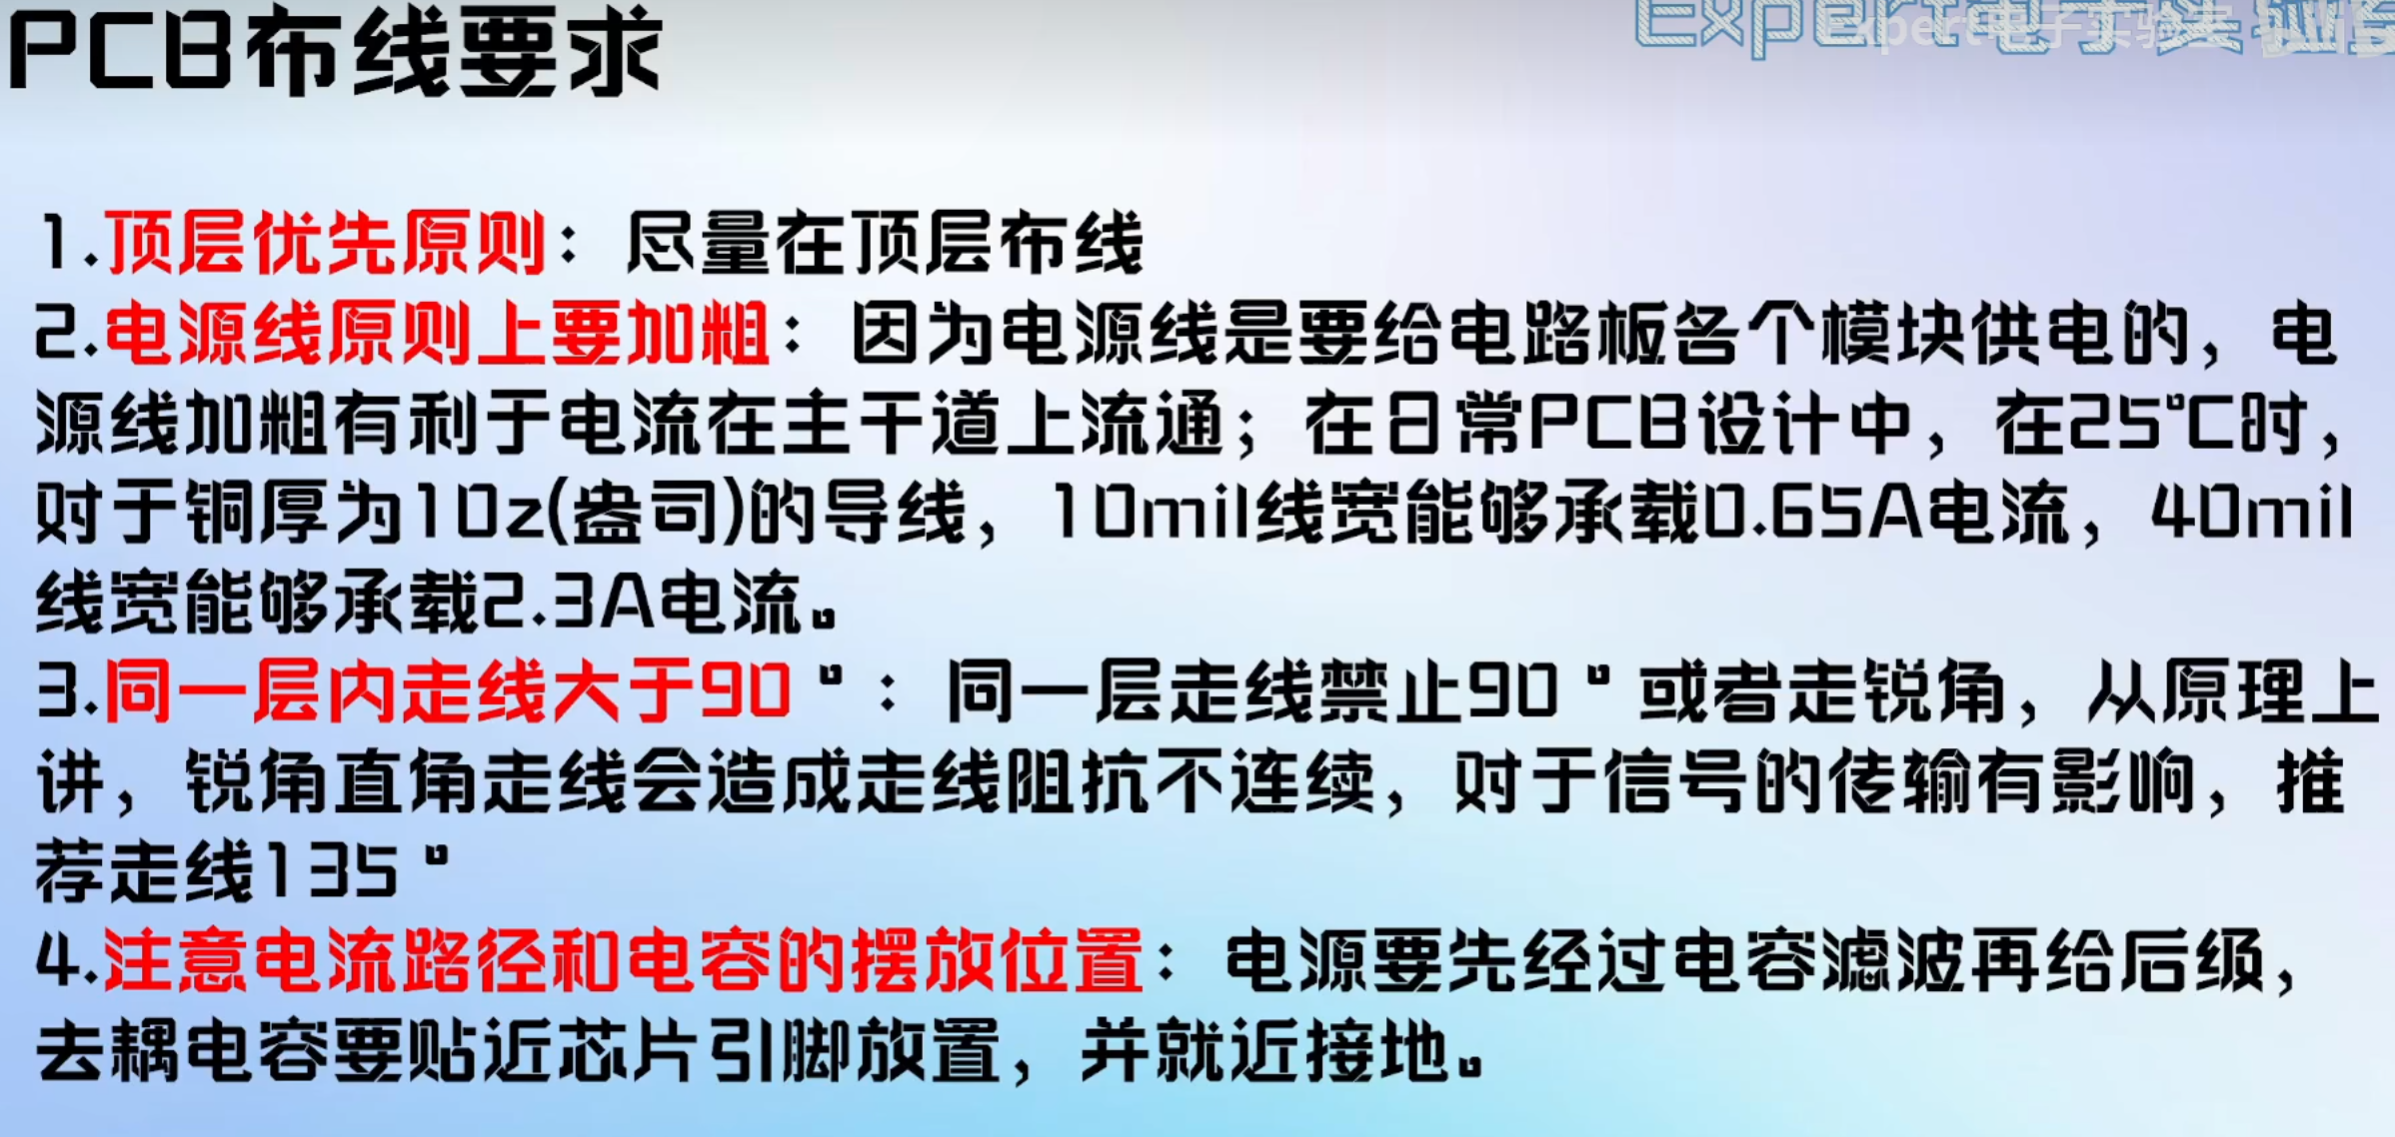 PCB布线要求
Expert电子实验室
1.顶层优先原则：尽量在顶层布线
2.电源线原则上要加粗：因为电源线是要给电路板各个模块供电的，电
源线加粗有利于电流在主干道上流通；在日常PCB设计中，在25℃时，
对于铜厚为10z(盎司)的导线，10mil线宽能够承载0.65A电流，40mil
线宽能够承载2.3A电流。
3.同一层内走线大于90°：同一层走线禁止90°或者走锐角，从原理上
讲，锐角直角走线会造成走线阻抗不连续，对于信号的传输有影响，推
荐走线135°
4.注意电流路径和电容的摆放位置：电源要先经过电容滤波再给后级，
去耦电容要贴近芯片引脚放置，并就近接地。